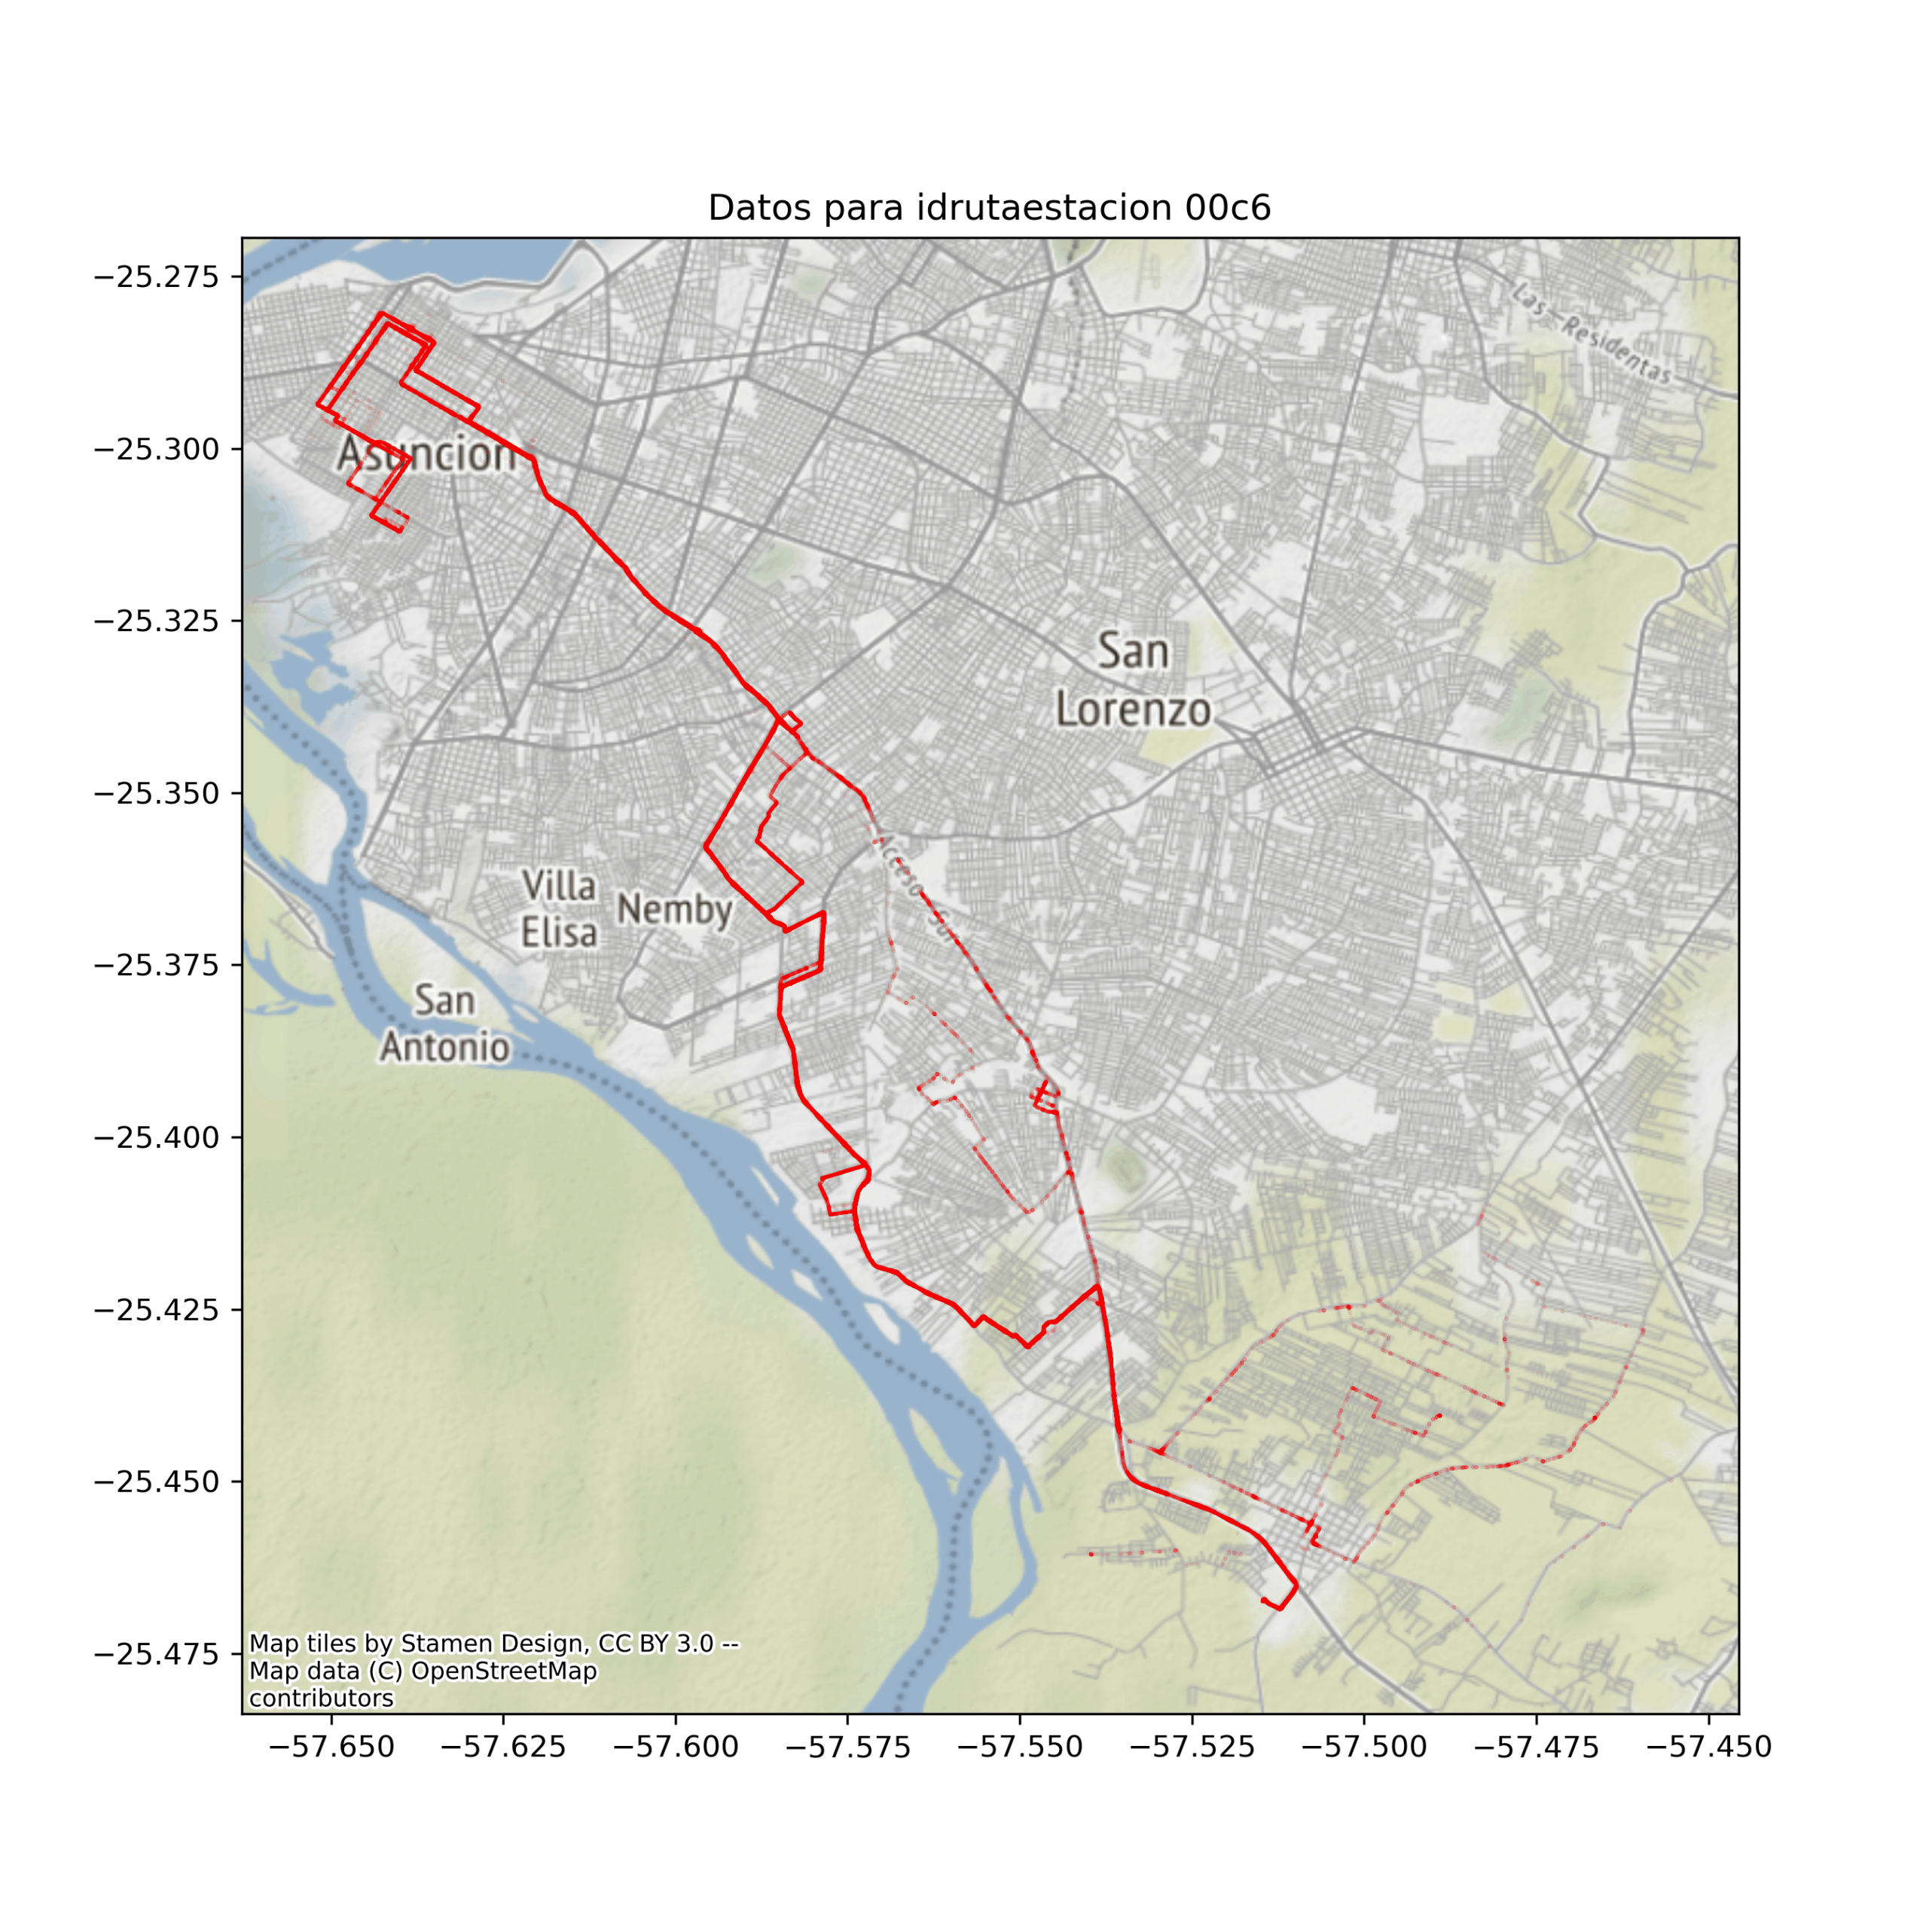 Datos para idrutaestacion 00c6
−25.275
−25.300
−25.325
−25.350
−25.375
−25.400
−25.425
−25.450
−25.475
Las Residentas
Asuncion
San
Lorenzo
Acceso Sur
Villa
Elisa
Nemby
San
Antonio
Map tiles by Stamen Design, CC BY 3.0 --
Map data (C) OpenStreetMap
contributors
−57.650
−57.625
−57.600
−57.575
−57.550
−57.525
−57.500
−57.475
−57.450